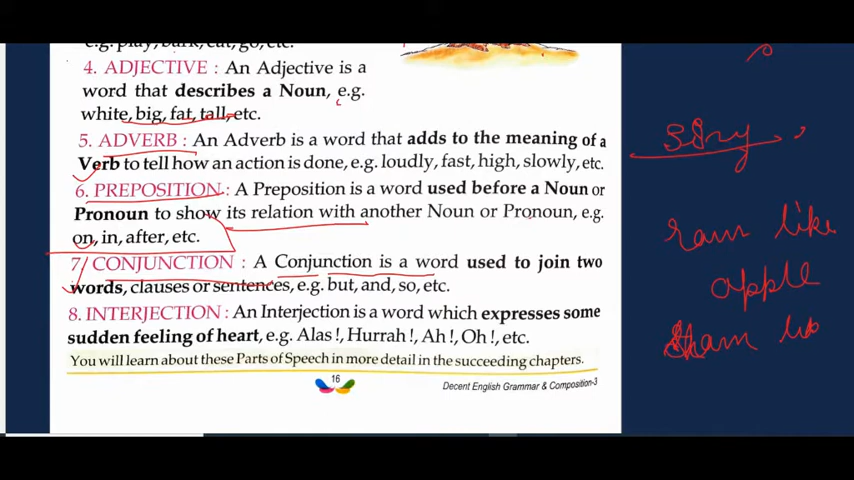 e.g. play, bark, eat, go, etc.
4. ADJECTIVE : An Adjective is a
word that describes a Noun, e.g.
white, big, fat, tall, etc.
5. ADVERB : An Adverb is a word that adds to the meaning of a
Verb to tell how an action is done, e.g. loudly, fast, high, slowly, etc.
6. PREPOSITION : A Preposition is a word used before a Noun or
Pronoun to show its relation with another Noun or Pronoun, e.g.
on, in, after, etc.
7. CONJUNCTION : A Conjunction is a word used to join two
words, clauses or sentences, e.g. but, and, so, etc.
8. INTERJECTION : An Interjection is a word which expresses some
sudden feeling of heart, e.g. Alas !, Hurrah !, Ah !, Oh !, etc.
You will learn about these Parts of Speech in more detail in the succeeding chapters.
16
Decent English Grammar & Composition-3
ram like
apple
Sham